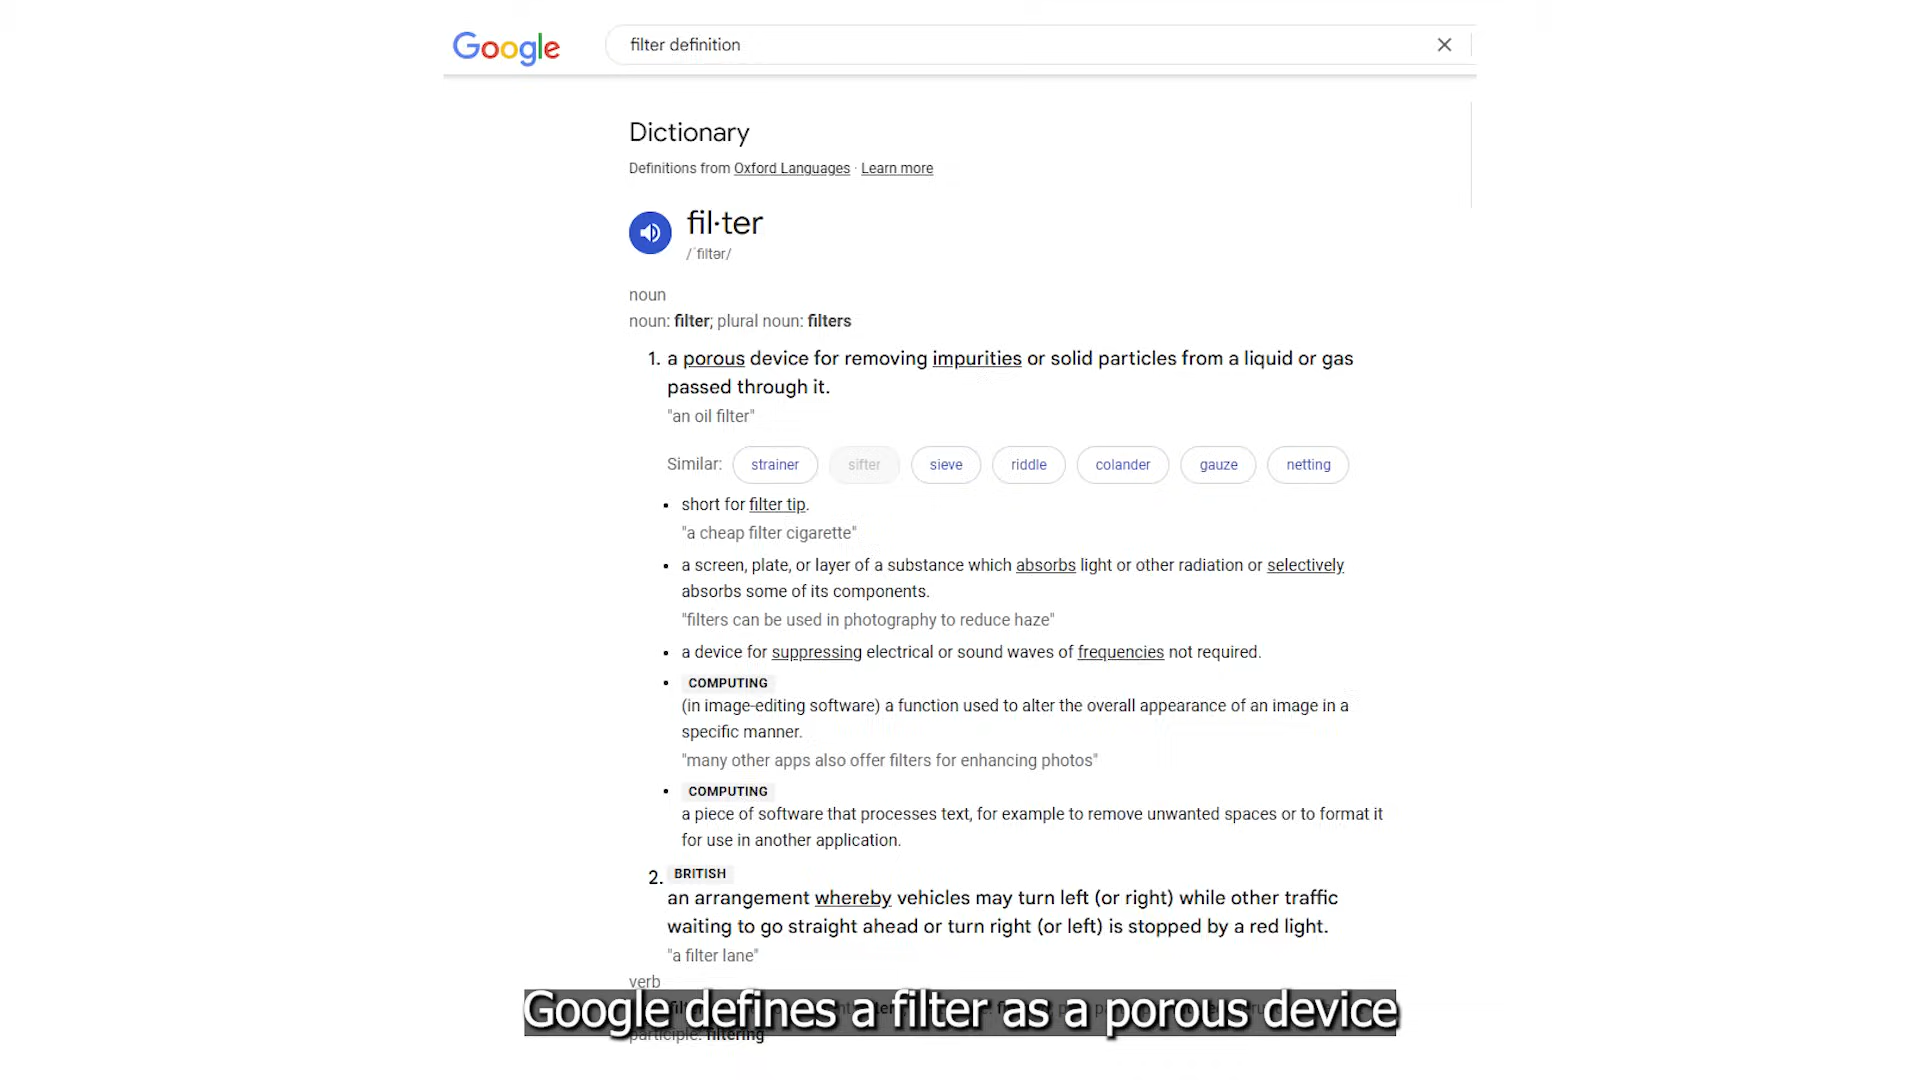 Google
filter definition
Dictionary
Definitions from Oxford Languages · Learn more
fil·ter
/ˈfiltər/
noun
noun: filter; plural noun: filters
1. a porous device for removing impurities or solid particles from a liquid or gas
passed through it.
"an oil filter"
Similar: strainer sifter sieve riddle colander gauze netting
• short for filter tip.
"a cheap filter cigarette"
• a screen, plate, or layer of a substance which absorbs light or other radiation or selectively
absorbs some of its components.
"filters can be used in photography to reduce haze"
• a device for suppressing electrical or sound waves of frequencies not required.
• COMPUTING
(in image-editing software) a function used to alter the overall appearance of an image in a
specific manner.
"many other apps also offer filters for enhancing photos"
• COMPUTING
a piece of software that processes text, for example to remove unwanted spaces or to format it
for use in another application.
2. BRITISH
an arrangement whereby vehicles may turn left (or right) while other traffic
waiting to go straight ahead or turn right (or left) is stopped by a red light.
"a filter lane"
verb
Google defines a filter as a porous device
participle: filtering